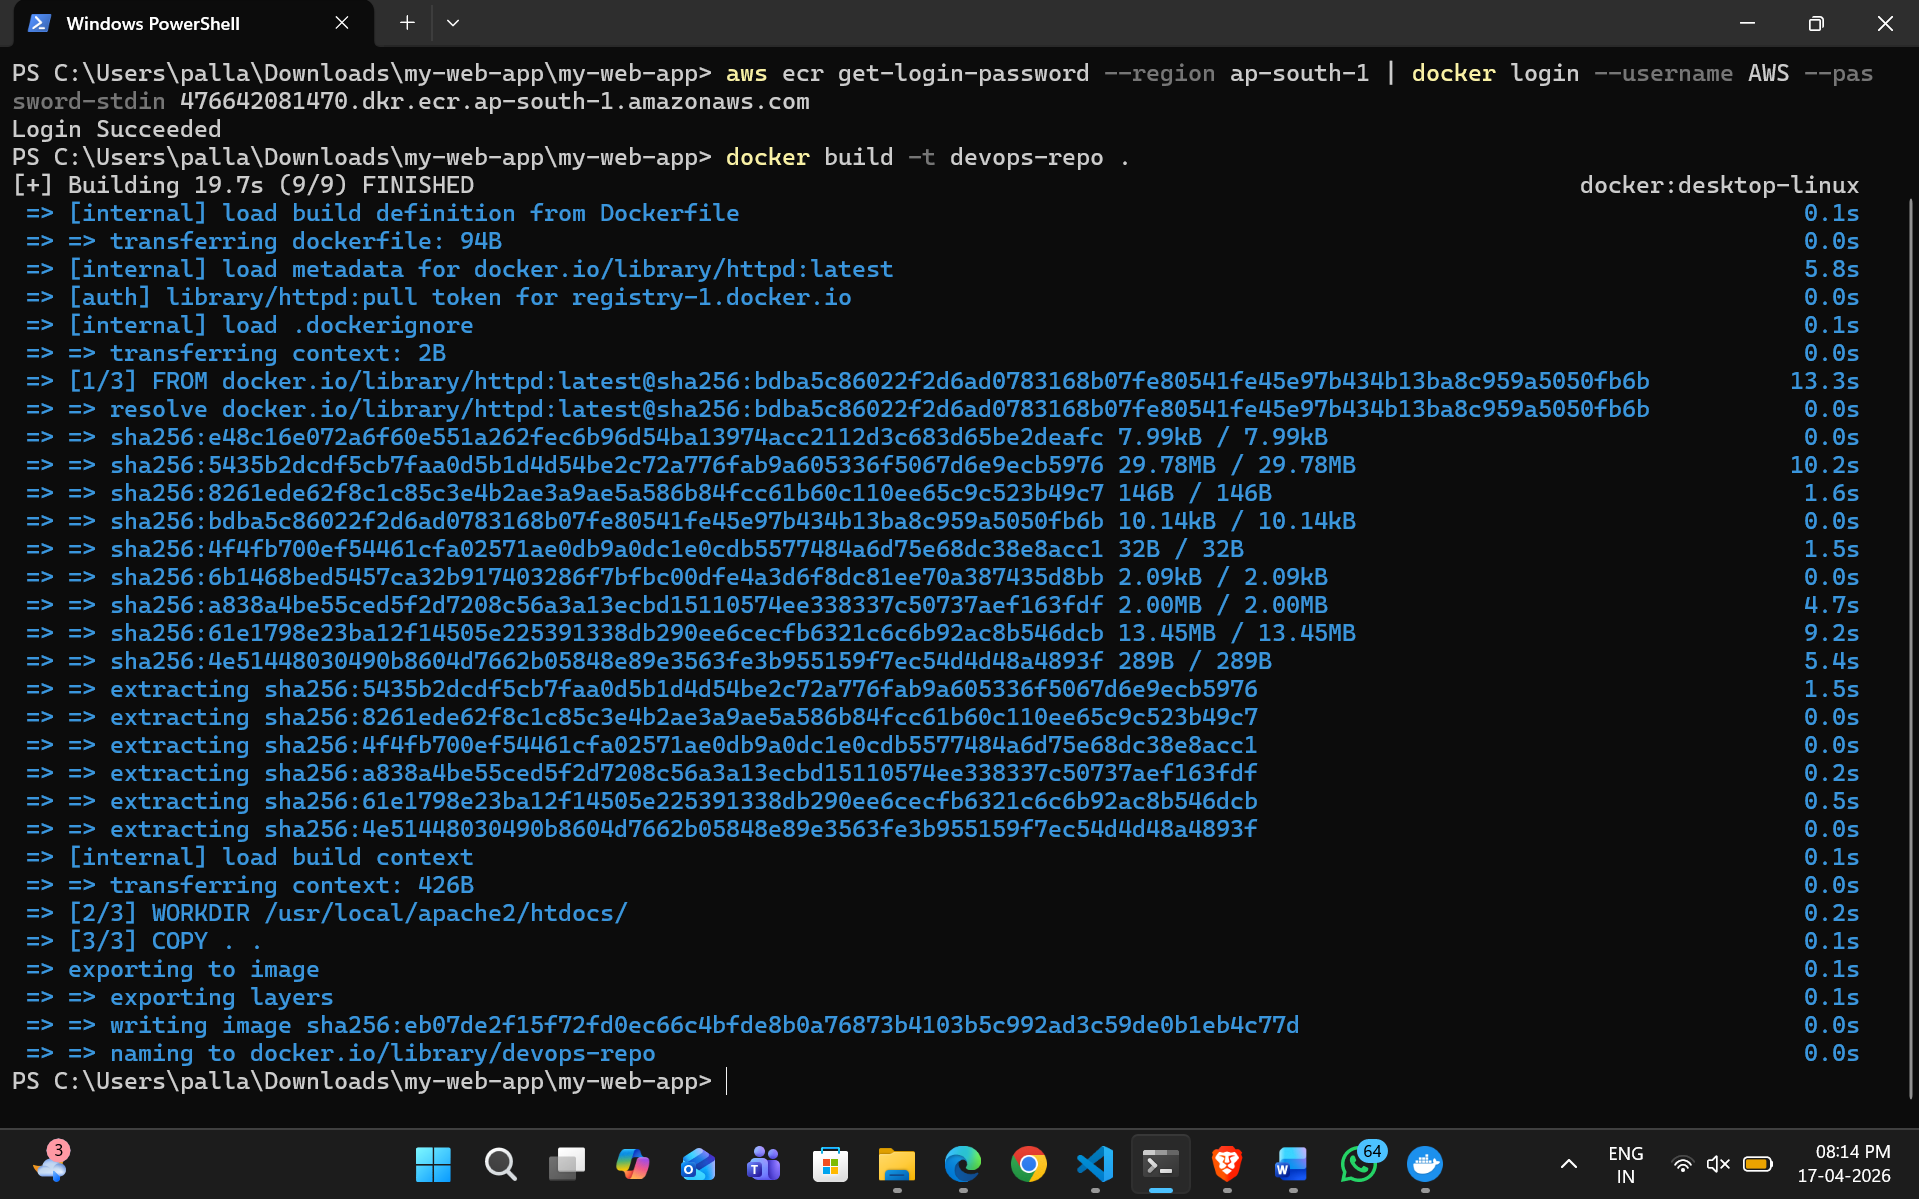 Windows PowerShell
PS C:\Users\palla\Downloads\my-web-app\my-web-app> aws ecr get-login-password --region ap-south-1 | docker login --username AWS --pas
sword-stdin 476642081470.dkr.ecr.ap-south-1.amazonaws.com
Login Succeeded
PS C:\Users\palla\Downloads\my-web-app\my-web-app> docker build -t devops-repo .
[+] Building 19.7s (9/9) FINISHED docker:desktop-linux
=> [internal] load build definition from Dockerfile 0.1s
=> => transferring dockerfile: 94B 0.0s
=> [internal] load metadata for docker.io/library/httpd:latest 5.8s
=> [auth] library/httpd:pull token for registry-1.docker.io 0.0s
=> [internal] load .dockerignore 0.1s
=> => transferring context: 2B 0.0s
=> [1/3] FROM docker.io/library/httpd:latest@sha256:bdba5c86022f2d6ad0783168b07fe80541fe45e97b434b13ba8c959a5050fb6b 13.3s
=> => resolve docker.io/library/httpd:latest@sha256:bdba5c86022f2d6ad0783168b07fe80541fe45e97b434b13ba8c959a5050fb6b 0.0s
=> => sha256:e48c16e072a6f60e551a262fec6b96d54ba13974acc2112d3c683d65be2deafc 7.99kB / 7.99kB 0.0s
=> => sha256:5435b2dcdf5cb7faa0d5b1d4d54be2c72a776fab9a605336f5067d6e9ecb5976 29.78MB / 29.78MB 10.2s
=> => sha256:8261ede62f8c1c85c3e4b2ae3a9ae5a586b84fcc61b60c110ee65c9c523b49c7 146B / 146B 1.6s
=> => sha256:bdba5c86022f2d6ad0783168b07fe80541fe45e97b434b13ba8c959a5050fb6b 10.14kB / 10.14kB 0.0s
=> => sha256:4f4fb700ef54461cfa02571ae0db9a0dc1e0cdb5577484a6d75e68dc38e8acc1 32B / 32B 1.5s
=> => sha256:6b1468bed5457ca32b917403286f7bfbc00dfe4a3d6f8dc81ee70a387435d8bb 2.09kB / 2.09kB 0.0s
=> => sha256:a838a4be55ced5f2d7208c56a3a13ecbd15110574ee338337c50737aef163fdf 2.00MB / 2.00MB 4.7s
=> => sha256:61e1798e23ba12f14505e225391338db290ee6cecfb6321c6c6b92ac8b546dcb 13.45MB / 13.45MB 9.2s
=> => sha256:4e51448030490b8604d7662b05848e89e3563fe3b955159f7ec54d4d48a4893f 289B / 289B 5.4s
=> => extracting sha256:5435b2dcdf5cb7faa0d5b1d4d54be2c72a776fab9a605336f5067d6e9ecb5976 1.5s
=> => extracting sha256:8261ede62f8c1c85c3e4b2ae3a9ae5a586b84fcc61b60c110ee65c9c523b49c7 0.0s
=> => extracting sha256:4f4fb700ef54461cfa02571ae0db9a0dc1e0cdb5577484a6d75e68dc38e8acc1 0.0s
=> => extracting sha256:a838a4be55ced5f2d7208c56a3a13ecbd15110574ee338337c50737aef163fdf 0.2s
=> => extracting sha256:61e1798e23ba12f14505e225391338db290ee6cecfb6321c6c6b92ac8b546dcb 0.5s
=> => extracting sha256:4e51448030490b8604d7662b05848e89e3563fe3b955159f7ec54d4d48a4893f 0.0s
=> [internal] load build context 0.1s
=> => transferring context: 426B 0.0s
=> [2/3] WORKDIR /usr/local/apache2/htdocs/ 0.2s
=> [3/3] COPY . . 0.1s
=> exporting to image 0.1s
=> => exporting layers 0.1s
=> => writing image sha256:eb07de2f15f72fd0ec66c4bfde8b0a76873b4103b5c992ad3c59de0b1eb4c77d 0.0s
=> => naming to docker.io/library/devops-repo 0.0s
PS C:\Users\palla\Downloads\my-web-app\my-web-app>
3
64
ENG
IN
08:14 PM
17-04-2026